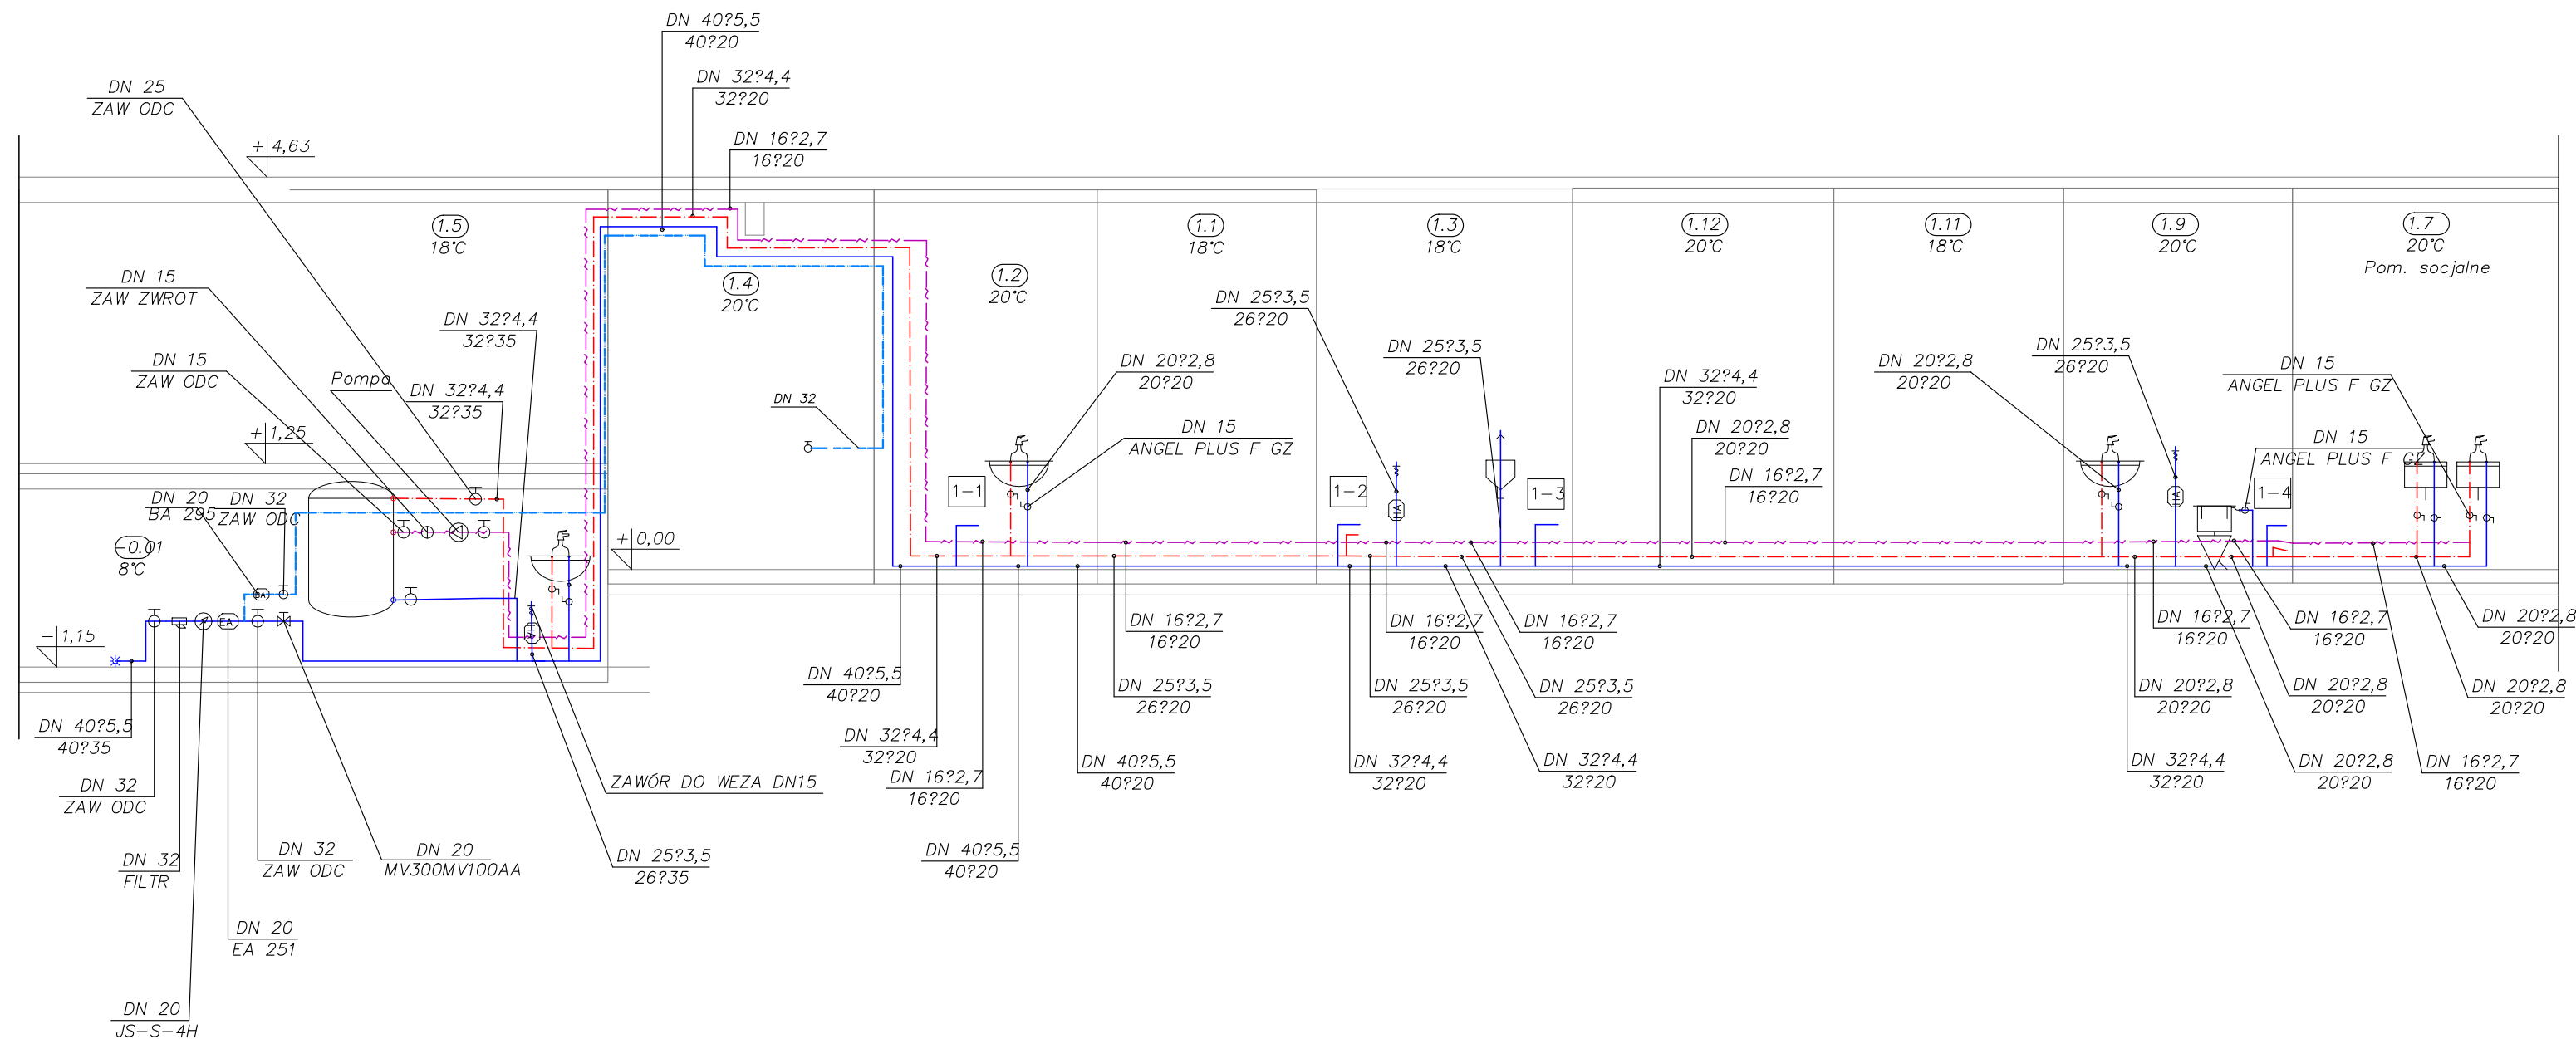 DN 40?5,5
40?20
DN 32?4,4
32?20
DN 16?2,7
16?20
DN 25
ZAW ODC
+4,63
1.5
18°C
1.4
20°C
1.2
20°C
1.1
18°C
1.3
18°C
1.12
20°C
1.11
18°C
1.9
20°C
1.7
20°C
Pom. socjalne
DN 15
ZAW ZWROT
DN 15
ZAW ODC
Pompa
DN 32?4,4
32?35
DN 32?4,4
32?35
+1,25
DN 20
BA 295
DN 32
ZAW ODC
-0.01
8°C
+0,00
-1,15
BA
EA
HA
DN 32
DN 20?2,8
20?20
DN 15
ANGEL PLUS F GZ
1-1
DN 25?3,5
26?20
DN 25?3,5
26?20
1-2
HA
1-3
DN 32?4,4
32?20
DN 20?2,8
20?20
DN 16?2,7
16?20
DN 20?2,8
20?20
DN 25?3,5
26?20
HA
DN 15
ANGEL PLUS F GZ
DN 15
ANGEL PLUS F GZ
1-4
DN 40?5,5
40?35
DN 32
ZAW ODC
DN 32
FILTR
DN 20
JS-S-4H
DN 20
EA 251
DN 32
ZAW ODC
DN 20
MV300MV100AA
ZAWÓR DO WEZA DN15
DN 25?3,5
26?35
DN 40?5,5
40?20
DN 32?4,4
32?20
DN 16?2,7
16?20
DN 40?5,5
40?20
DN 40?5,5
40?20
DN 16?2,7
16?20
DN 25?3,5
26?20
DN 16?2,7
16?20
DN 25?3,5
26?20
DN 32?4,4
32?20
DN 16?2,7
16?20
DN 25?3,5
26?20
DN 32?4,4
32?20
DN 16?2,7
16?20
DN 20?2,8
20?20
DN 32?4,4
32?20
DN 16?2,7
16?20
DN 20?2,8
20?20
DN 20?2,8
20?20
DN 20?2,8
20?20
DN 20?2,8
20?20
DN 16?2,7
16?20